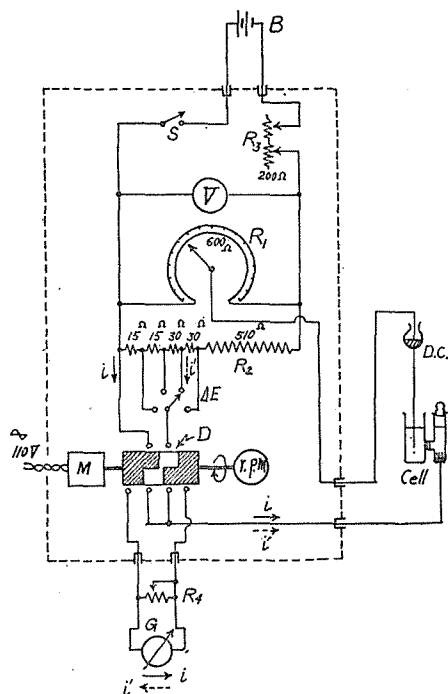 B
S
R3
200Ω
V
R1
600Ω
Ω Ω Ω Ω Ω
15 15 30 30 510
R2
i i'
ΔE
D
110V
M
r.p.m
D.C.
Cell
i
i'
R4
G
i
i'